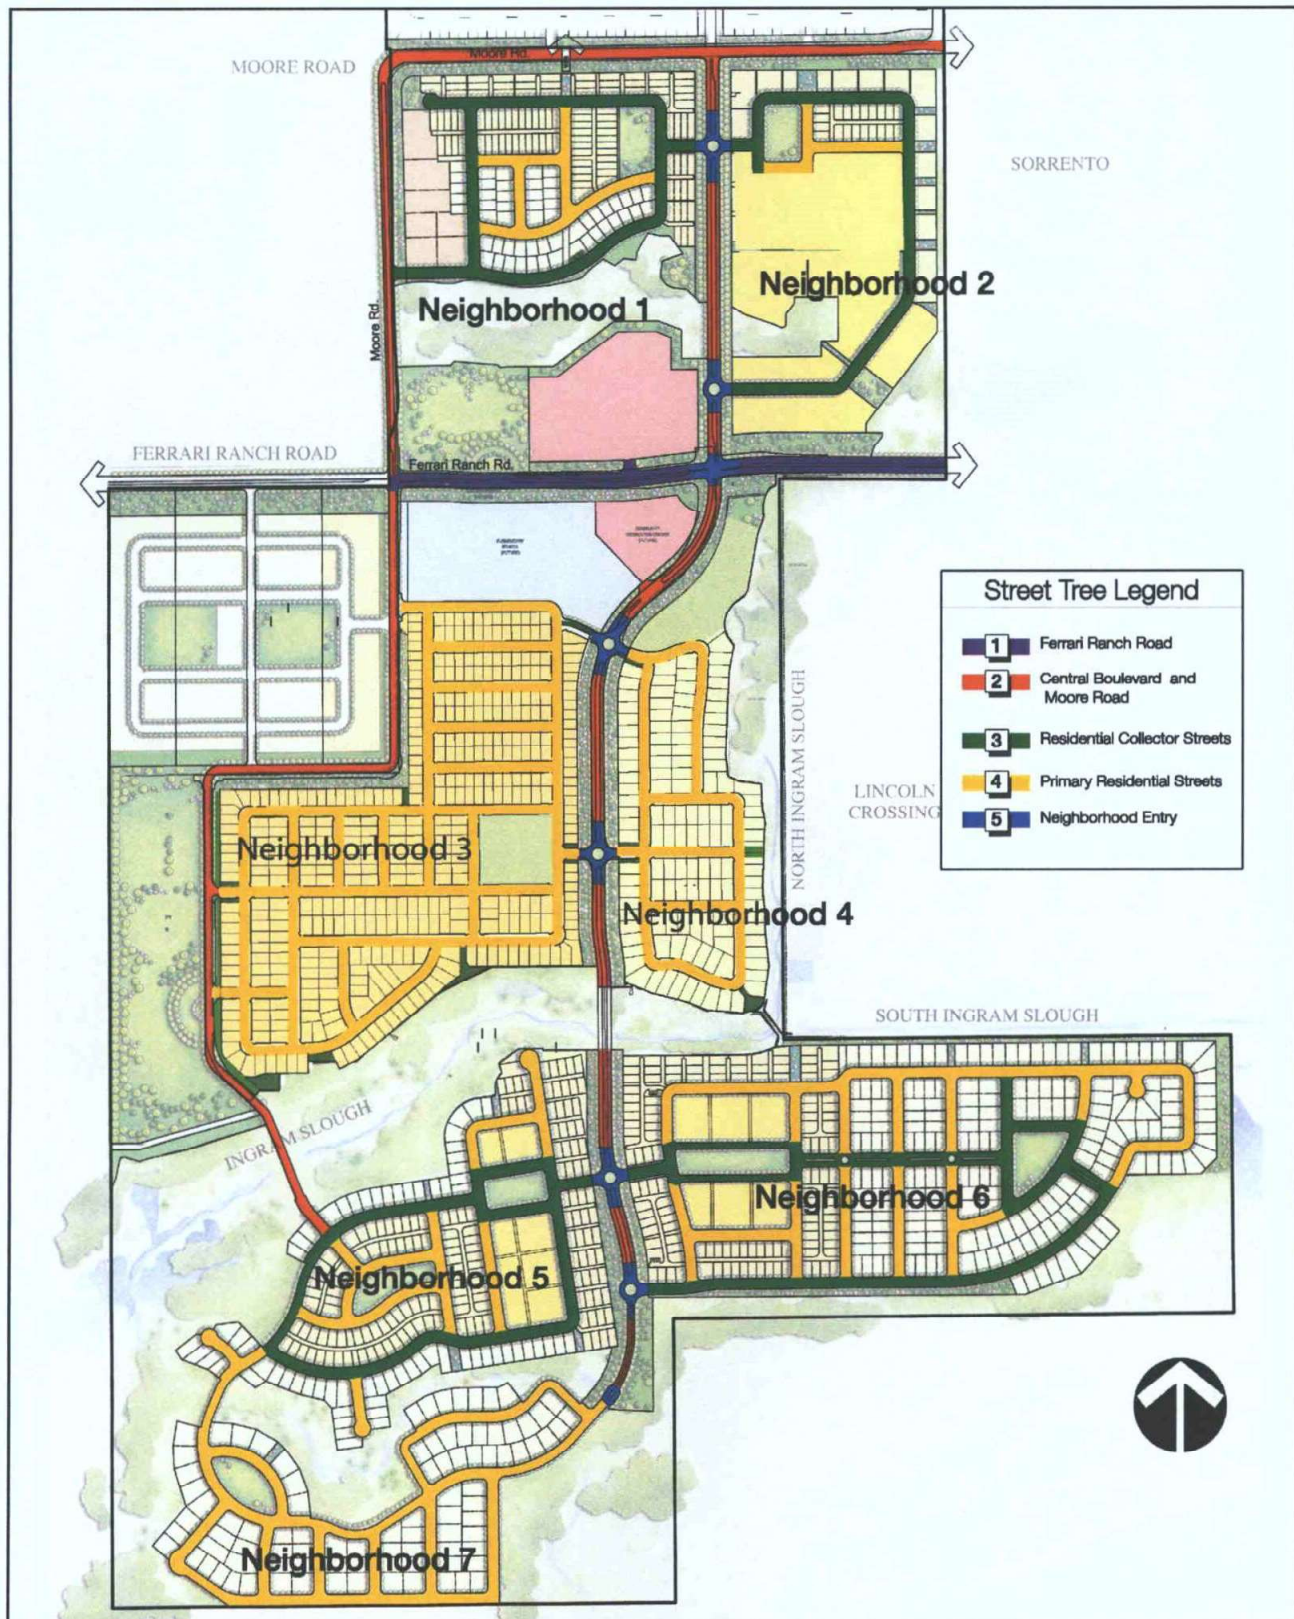 Moore Rd.
MOORE ROAD
SORRENTO
Neighborhood 2
Neighborhood 1
Moore Rd.
FERRARI RANCH ROAD
Ferrari Ranch Rd.
Street Tree Legend
1 Ferrari Ranch Road
2 Central Boulevard and
Moore Road
3 Residential Collector Streets
4 Primary Residential Streets
5 Neighborhood Entry
NORTH INGRAM SLOUGH
LINCOLN
CROSSING
Neighborhood 3
Neighborhood 4
SOUTH INGRAM SLOUGH
INGRAM SLOUGH
Neighborhood 6
Neighborhood 5
Neighborhood 7